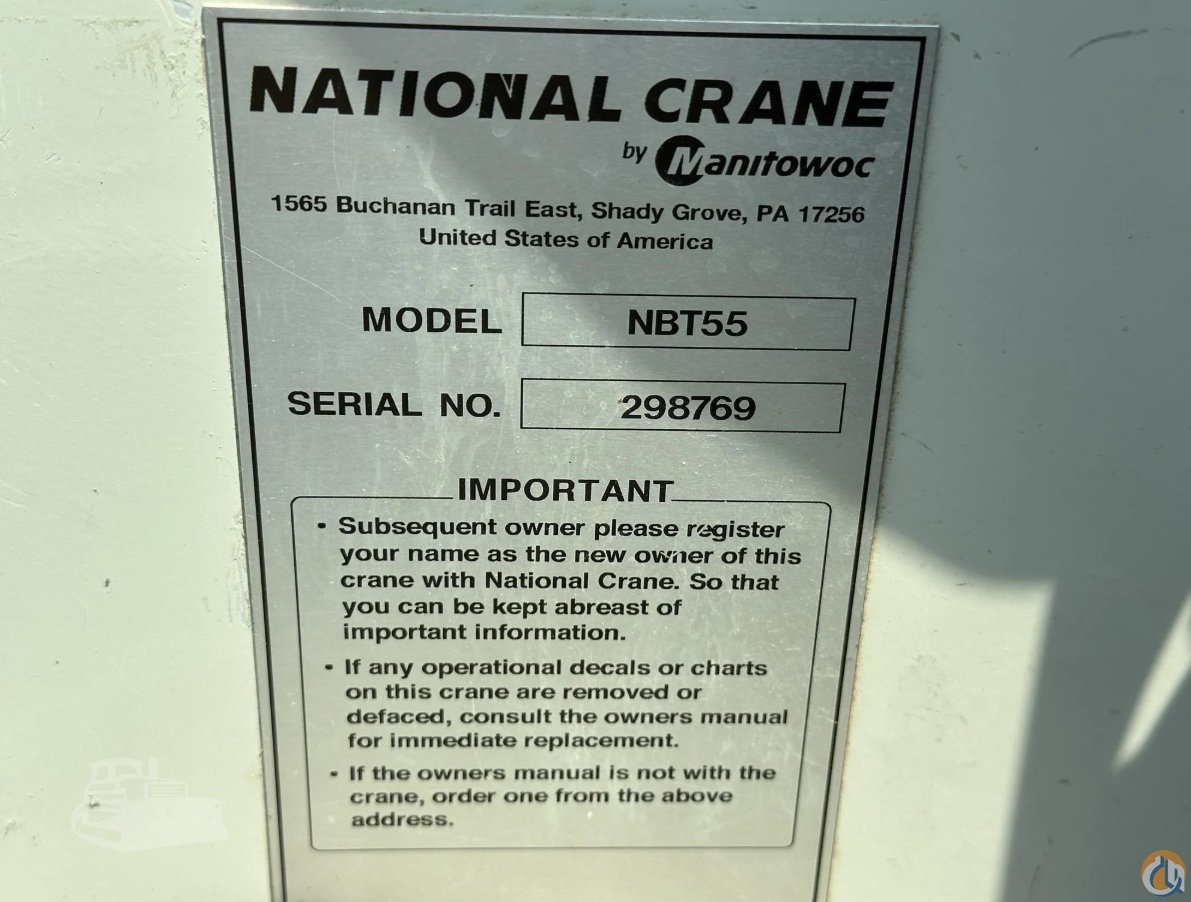 NATIONAL CRANE
by Manitowoc
1565 Buchanan Trail East, Shady Grove, PA 17256
United States of America
MODEL NBT55
SERIAL NO. 298769
IMPORTANT
• Subsequent owner please register
your name as the new owner of this
crane with National Crane. So that
you can be kept abreast of
important information.
• If any operational decals or charts
on this crane are removed or
defaced, consult the owners manual
for immediate replacement.
• If the owners manual is not with the
crane, order one from the above
address.